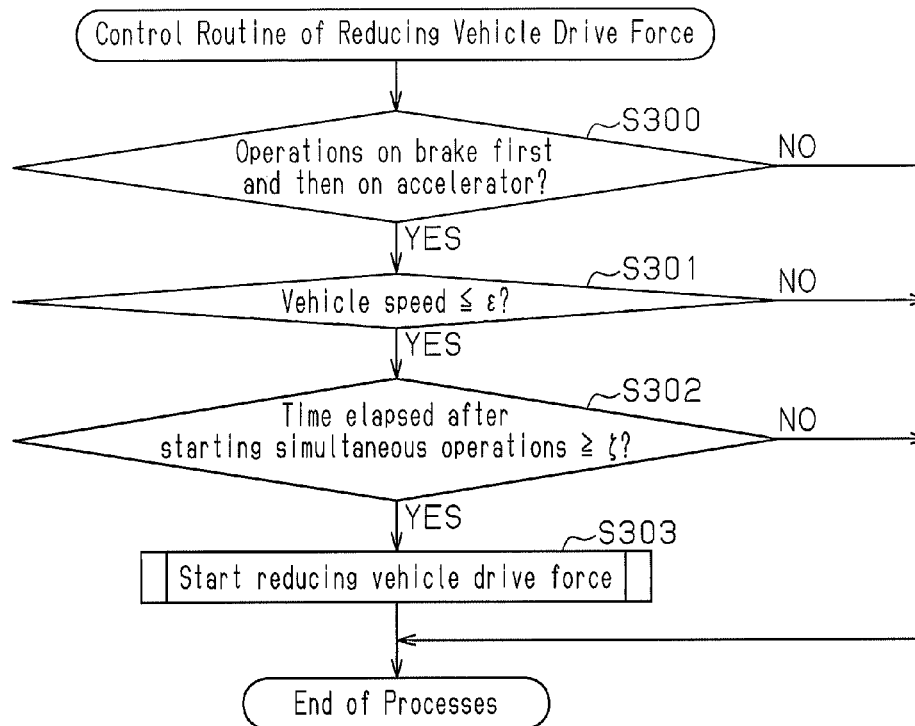 Control Routine of Reducing Vehicle Drive Force
S300
Operations on brake first
and then on accelerator?
NO
YES
S301
Vehicle speed ≦ ε?
NO
YES
S302
Time elapsed after
starting simultaneous operations ≧ ζ?
NO
YES
S303
Start reducing vehicle drive force
End of Processes